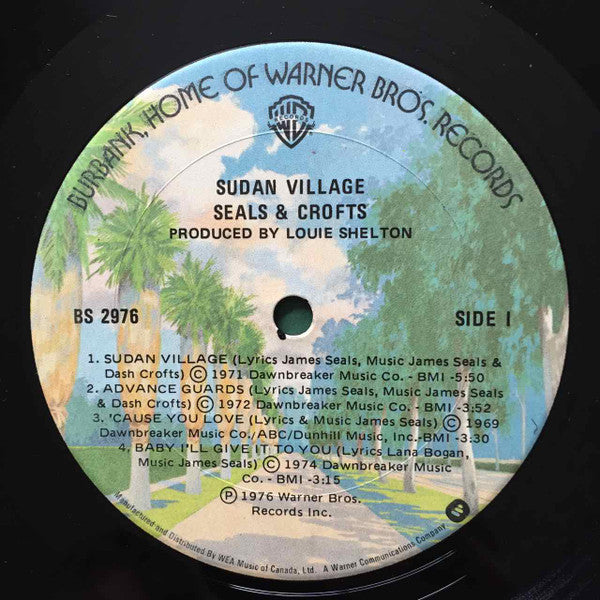 BURBANK, HOME OF WARNER BROS. RECORDS
RECORDS
SUDAN VILLAGE
SEALS & CROFTS
PRODUCED BY LOUIE SHELTON
BS 2976
SIDE I
1. SUDAN VILLAGE (Lyrics James Seals, Music James Seals &
Dash Crofts) Ⓒ 1971 Dawnbreaker Music Co. - BMI - 5:50
2. ADVANCE GUARDS (Lyrics James Seals, Music James Seals
& Dash Crofts) Ⓒ 1972 Dawnbreaker Music Co. - BMI -3:52
3. 'CAUSE YOU LOVE (Lyrics & Music James Seals) Ⓒ 1969
Dawnbreaker Music Co./ABC/Dunhill Music, Inc.-BMI -3:30
4. BABY I'LL GIVE IT TO YOU (Lyrics Lana Bogan,
Music James Seals) Ⓒ 1974 Dawnbreaker Music
Co. - BMI -3:15
Ⓟ 1976 Warner Bros.
Records Inc.
Manufactured and Distributed By WEA Music of Canada, Ltd. A Warner Communications Company